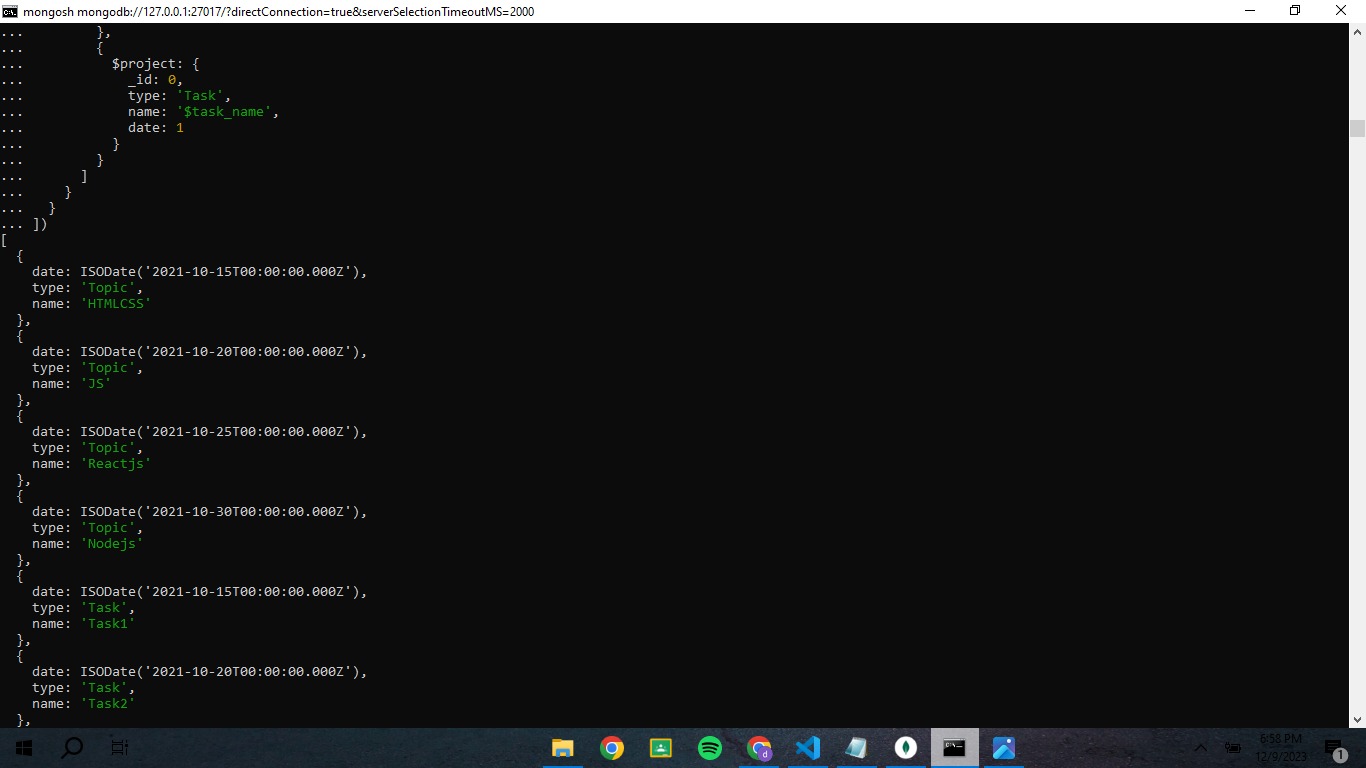 mongosh mongodb://127.0.0.1:27017/?directConnection=true&serverSelectionTimeoutMS=2000
... },
... {
... $project: {
... _id: 0,
... type: 'Task',
... name: '$task_name',
... date: 1
... }
... }
... ]
... }
... }
... ])
[
{
date: ISODate('2021-10-15T00:00:00.000Z'),
type: 'Topic',
name: 'HTMLCSS'
},
{
date: ISODate('2021-10-20T00:00:00.000Z'),
type: 'Topic',
name: 'JS'
},
{
date: ISODate('2021-10-25T00:00:00.000Z'),
type: 'Topic',
name: 'Reactjs'
},
{
date: ISODate('2021-10-30T00:00:00.000Z'),
type: 'Topic',
name: 'Nodejs'
},
{
date: ISODate('2021-10-15T00:00:00.000Z'),
type: 'Task',
name: 'Task1'
},
{
date: ISODate('2021-10-20T00:00:00.000Z'),
type: 'Task',
name: 'Task2'
},
6:58 PM
12/9/2023
1